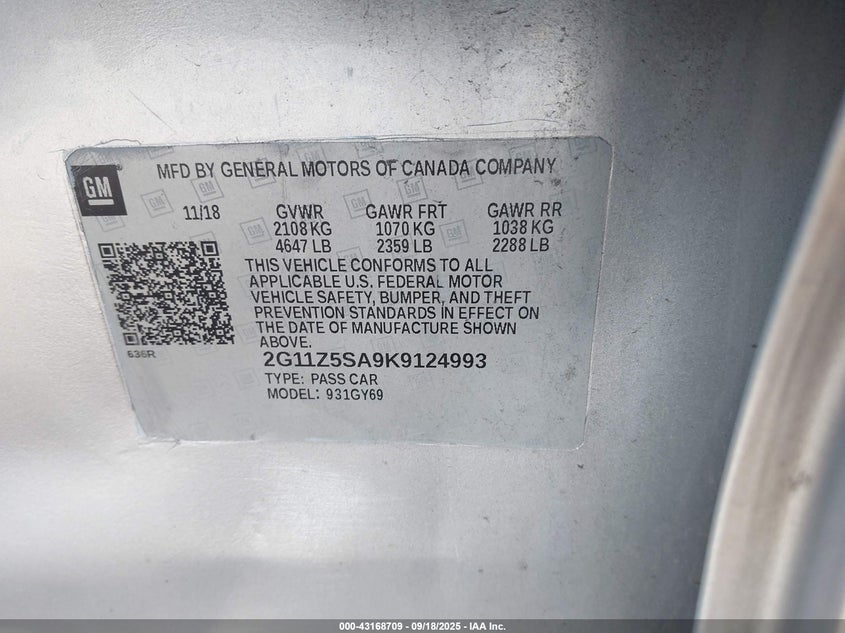 MFD BY GENERAL MOTORS OF CANADA COMPANY
GM
11/18 GVWR GAWR FRT GAWR RR
2108 KG 1070 KG 1038 KG
4647 LB 2359 LB 2288 LB
THIS VEHICLE CONFORMS TO ALL
APPLICABLE U.S. FEDERAL MOTOR
VEHICLE SAFETY, BUMPER, AND THEFT
PREVENTION STANDARDS IN EFFECT ON
THE DATE OF MANUFACTURE SHOWN
ABOVE.
636R
2G11Z5SA9K9124993
TYPE: PASS CAR
MODEL: 931GY69
000-43168709 - 09/18/2025 - IAA Inc.